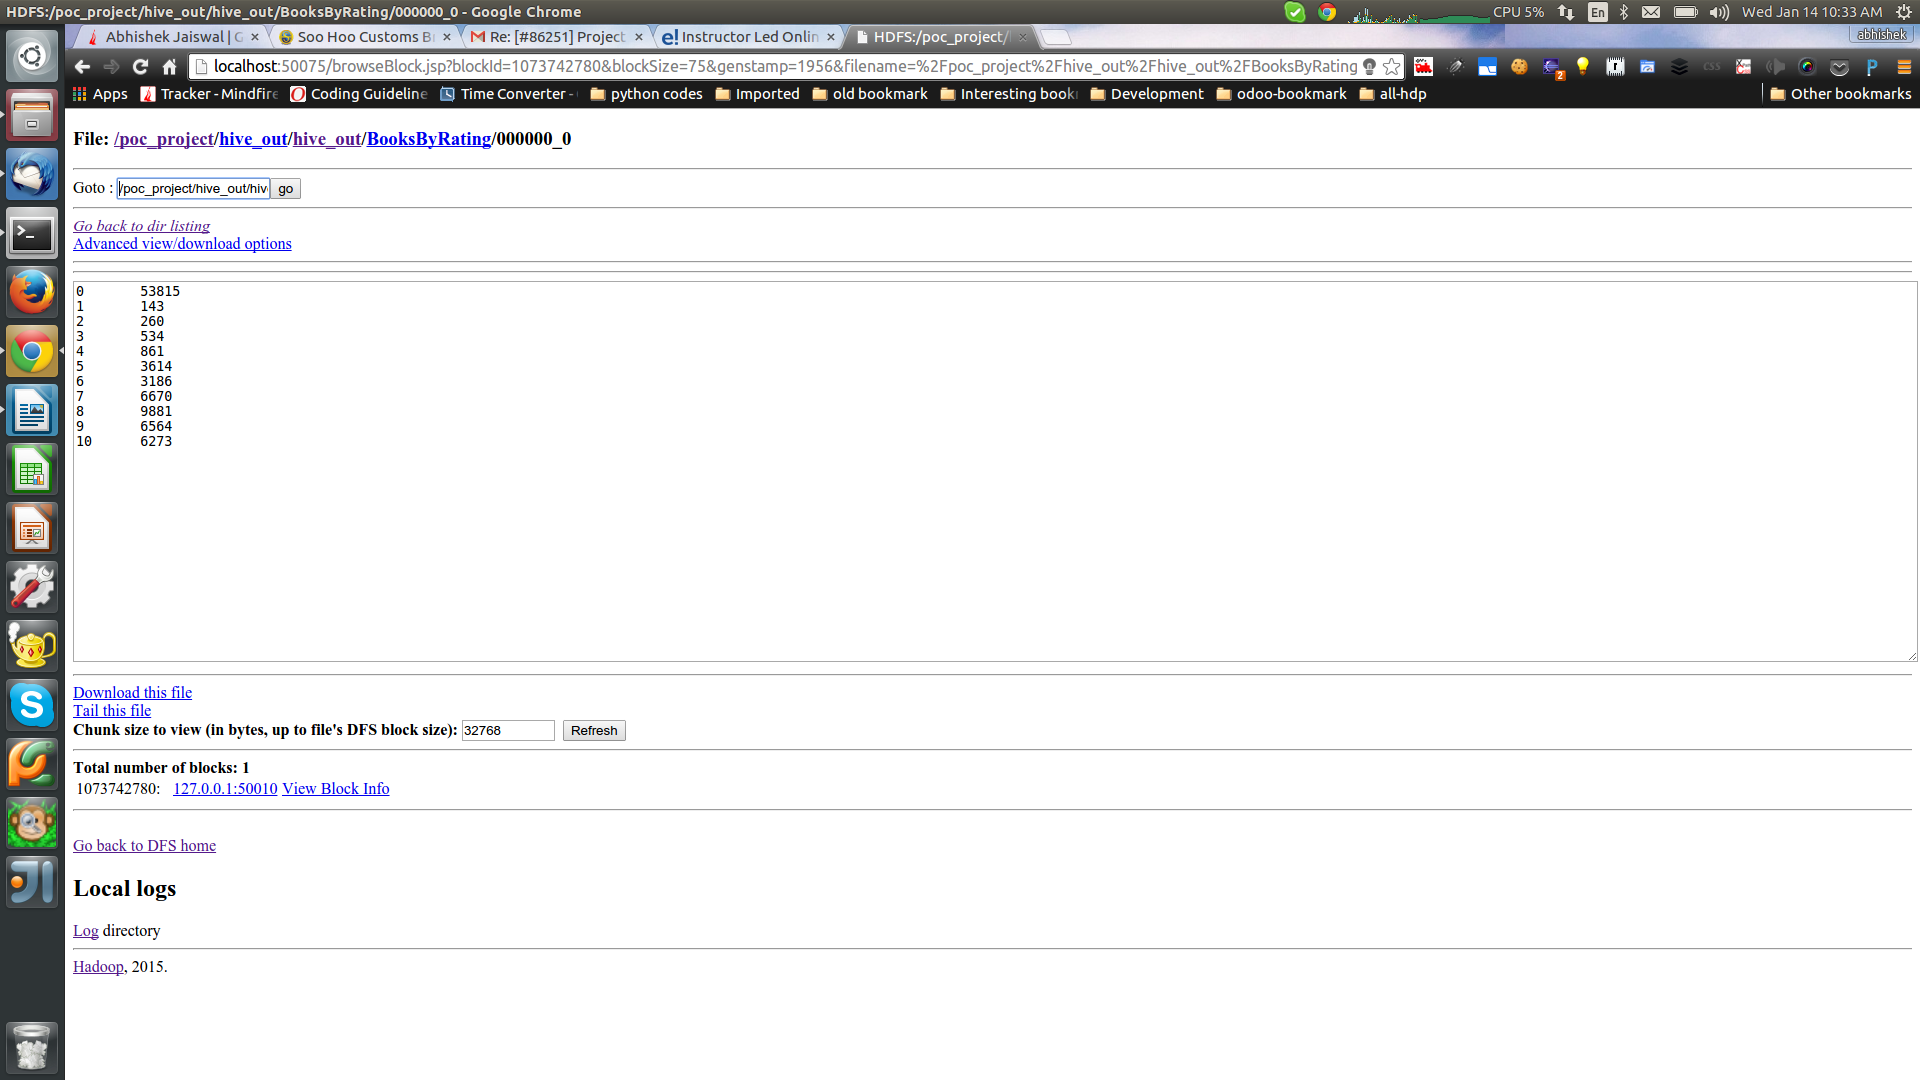 HDFS:/poc_project/hive_out/hive_out/BooksByRating/000000_0 - Google Chrome
CPU 5% En Wed Jan 14 10:33 AM
Abhishek Jaiswal | G × Soo Hoo Customs B × Re: [#86251] Project × e! Instructor Led Onlin × HDFS:/poc_project/ × abhishek
localhost:50075/browseBlock.jsp?blockId=1073742780&blockSize=75&genstamp=1956&filename=%2Fpoc_project%2Fhive_out%2Fhive_out%2FBooksByRating
Apps Tracker - Mindfire Coding Guideline Time Converter - python codes Imported old bookmark Interesting book Development odoo-bookmark all-hdp Other bookmarks
File: /poc_project/hive_out/hive_out/BooksByRating/000000_0
Goto : /poc_project/hive_out/hiv go
Go back to dir listing
Advanced view/download options
0 53815
1 143
2 260
3 534
4 861
5 3614
6 3186
7 6670
8 9881
9 6564
10 6273
Download this file
Tail this file
Chunk size to view (in bytes, up to file's DFS block size): 32768 Refresh
Total number of blocks: 1
1073742780: 127.0.0.1:50010 View Block Info
Go back to DFS home
Local logs
Log directory
Hadoop, 2015.